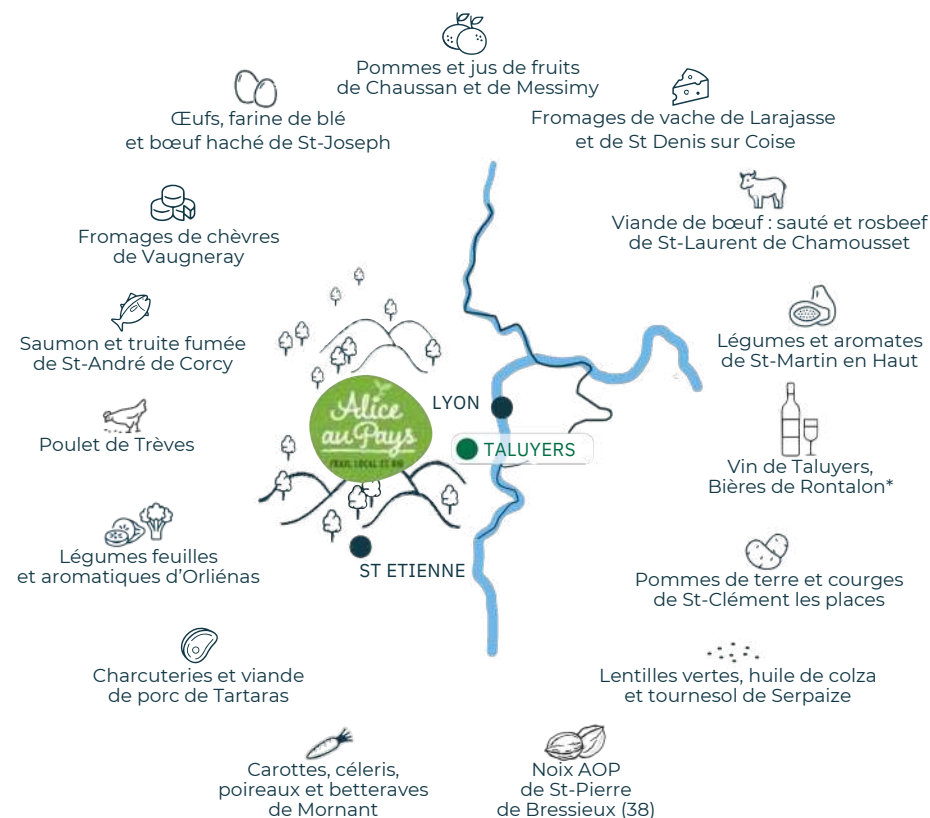 Pommes et jus de fruits
de Chaussan et de Messimy
Œufs, farine de blé
et bœuf haché de St-Joseph
Fromages de vache de Larajasse
et de St Denis sur Coise
Fromages de chèvres
de Vaugneray
Viande de bœuf : sauté et rosbeef
de St-Laurent de Chamousset
Saumon et truite fumée
de St-André de Corcy
Légumes et aromates
de St-Martin en Haut
Alice
au Pays
FRAIS, LOCAL ET BIO
LYON
TALUYERS
Poulet de Trèves
Vin de Taluyers,
Bières de Rontalon*
Légumes feuilles
et aromatiques d'Orliénas
ST ETIENNE
Pommes de terre et courges
de St-Clément les places
Charcuteries et viande
de porc de Tartaras
Lentilles vertes, huile de colza
et tournesol de Serpaize
Carottes, céleris,
poireaux et betteraves
de Mornant
Noix AOP
de St-Pierre
de Bressieux (38)